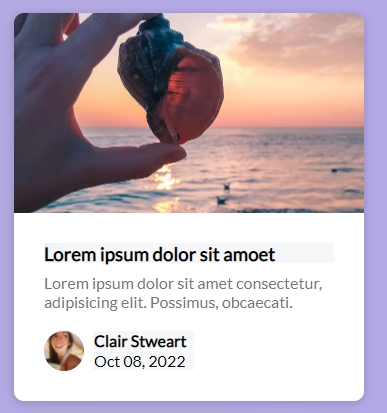 Lorem ipsum dolor sit amoet
Lorem ipsum dolor sit amet consectetur,
adipisicing elit. Possimus, obcaecati.
Clair Stweart
Oct 08, 2022